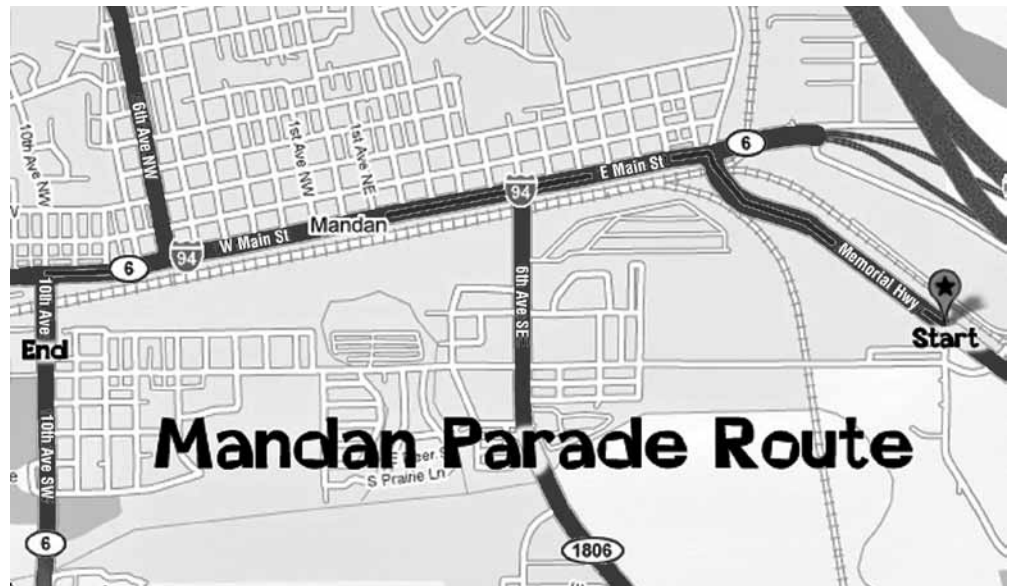 6th Ave NW
10th Ave NW
1st Ave NW
1st Ave NE
6
E Main St
94
Mandan
W Main St
94
6
Memorial Hwy
6th Ave SE
10th Ave
Start
End
Mandan Parade Route
S Prairie Ln
10th Ave SW
6
1806